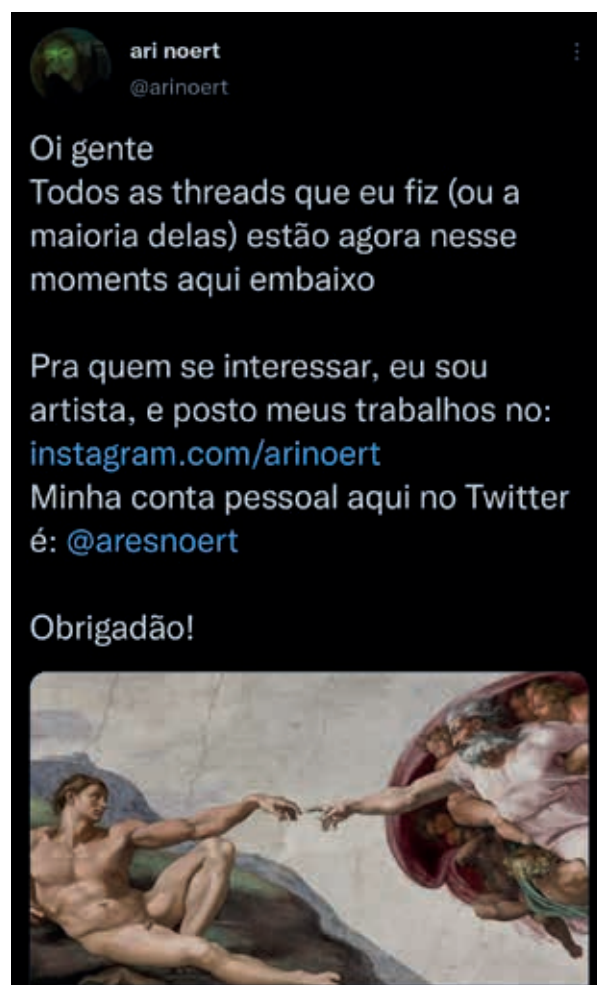 ari noert
@arinoert
Oi gente
Todos as threads que eu fiz (ou a
maioria delas) estão agora nesse
moments aqui embaixo
Pra quem se interessar, eu sou
artista, e posto meus trabalhos no:
instagram.com/arinoert
Minha conta pessoal aqui no Twitter
é: @aresnoert
Obrigadão!